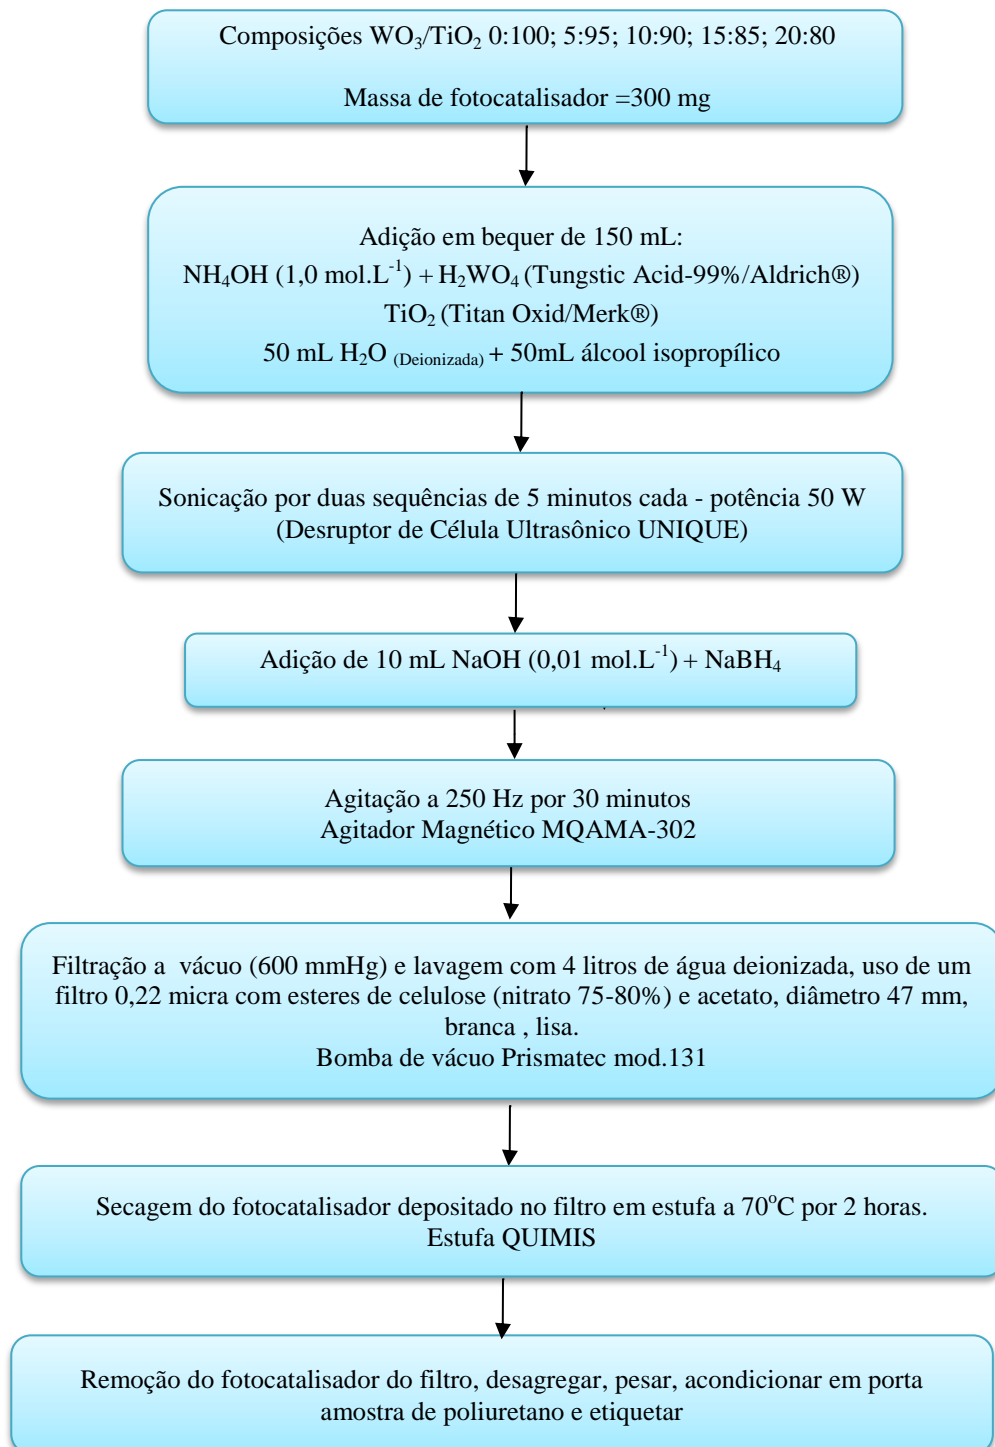 Composições WO₃/TiO₂ 0:100; 5:95; 10:90; 15:85; 20:80
Massa de fotocatalisador =300 mg
Adição em bequer de 150 mL:
NH₄OH (1,0 mol.L⁻¹) + H₂WO₄ (Tungstic Acid-99%/Aldrich®)
TiO₂ (Titan Oxid/Merk®)
50 mL H₂O (Deionizada) + 50mL álcool isopropílico
Sonicação por duas sequências de 5 minutos cada - potência 50 W
(Desruptor de Célula Ultrasônico UNIQUE)
Adição de 10 mL NaOH (0,01 mol.L⁻¹) + NaBH₄
Agitação a 250 Hz por 30 minutos
Agitador Magnético MQAMA-302
Filtração a vácuo (600 mmHg) e lavagem com 4 litros de água deionizada, uso de um
filtro 0,22 micra com esteres de celulose (nitrato 75-80%) e acetato, diâmetro 47 mm,
branca , lisa.
Bomba de vácuo Prismatec mod.131
Secagem do fotocatalisador depositado no filtro em estufa a 70°C por 2 horas.
Estufa QUIMIS
Remoção do fotocatalisador do filtro, desagregar, pesar, acondicionar em porta
amostra de poliuretano e etiquetar